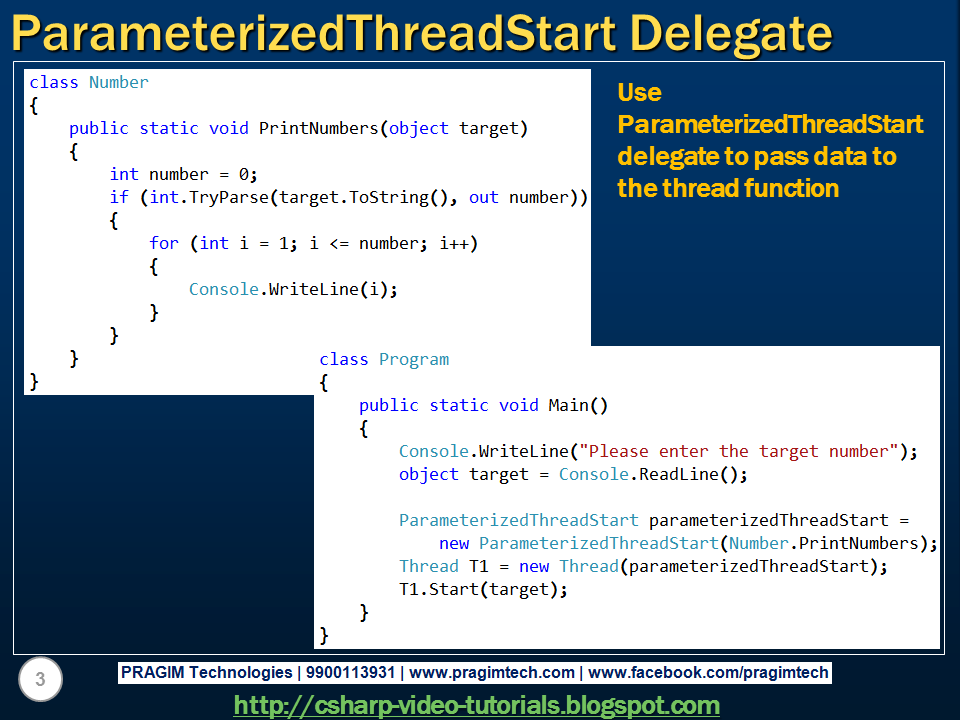 ParameterizedThreadStart Delegate
class Number
{
    public static void PrintNumbers(object target)
    {
        int number = 0;
        if (int.TryParse(target.ToString(), out number))
        {
            for (int i = 1; i <= number; i++)
            {
                Console.WriteLine(i);
            }
        }
    }
}
Use
ParameterizedThreadStart
delegate to pass data to
the thread function
class Program
{
    public static void Main()
    {
        Console.WriteLine("Please enter the target number");
        object target = Console.ReadLine();

        ParameterizedThreadStart parameterizedThreadStart =
            new ParameterizedThreadStart(Number.PrintNumbers);
        Thread T1 = new Thread(parameterizedThreadStart);
        T1.Start(target);
    }
}
3
PRAGIM Technologies | 9900113931 | www.pragimtech.com | www.facebook.com/pragimtech
http://csharp-video-tutorials.blogspot.com